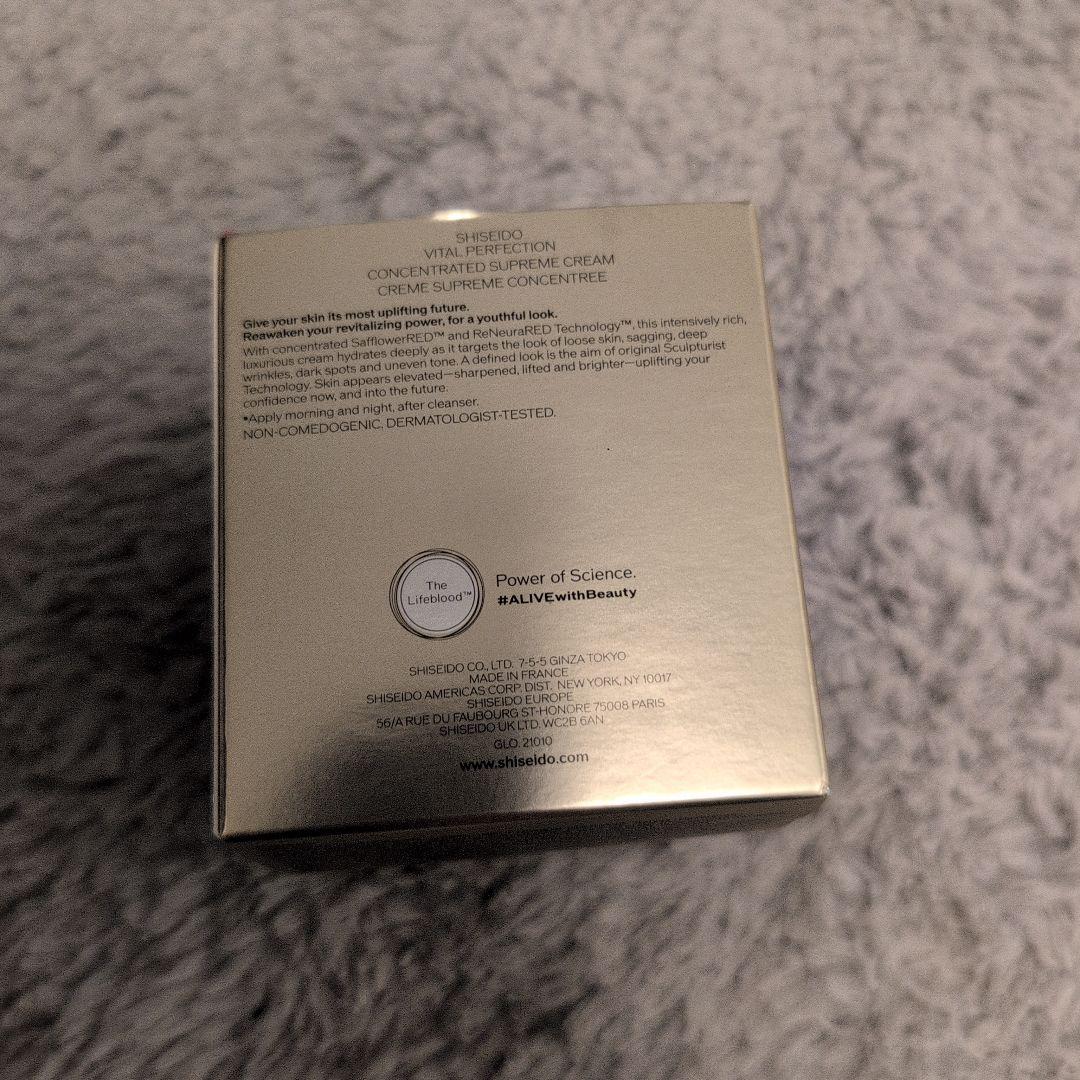 SHISEIDO
VITAL PERFECTION
CONCENTRATED SUPREME CREAM
CREME SUPREME CONCENTREE
Give your skin its most uplifting future.
Reawaken your revitalizing power, for a youthful look.
With concentrated SafflowerRED™ and ReNeuraRED Technology™, this intensively rich,
luxurious cream hydrates deeply as it targets the look of loose skin, sagging, deep
wrinkles, dark spots and uneven tone. A defined look is the aim of original Sculpturist
Technology. Skin appears elevated—sharpened, lifted and brighter—uplifting your
confidence now, and into the future.
•Apply morning and night, after cleanser.
NON-COMEDOGENIC. DERMATOLOGIST-TESTED.
The
Lifeblood™
Power of Science.
#ALIVEwithBeauty
SHISEIDO CO., LTD. 7-5-5 GINZA TOKYO
MADE IN FRANCE
SHISEIDO AMERICAS CORP. DIST. NEW YORK, NY 10017
SHISEIDO EUROPE
56/A RUE DU FAUBOURG ST-HONORE 75008 PARIS
SHISEIDO UK LTD. WC2B 6AN
GLO. 21010
www.shiseido.com